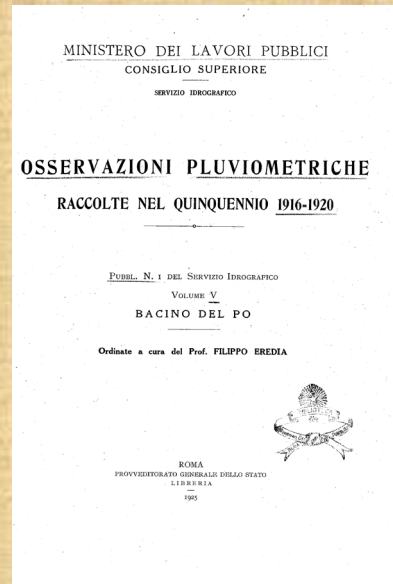 MINISTERO DEI LAVORI PUBBLICI
CONSIGLIO SUPERIORE
SERVIZIO IDROGRAFICO
OSSERVAZIONI PLUVIOMETRICHE
RACCOLTE NEL QUINQUENNIO 1916-1920
PUBBL. N. 1 DEL SERVIZIO IDROGRAFICO
VOLUME V
BACINO DEL PO
Ordinate a cura del Prof. FILIPPO EREDIA
ROMA
PROVVEDITORATO GENERALE DELLO STATO
LIBRERIA
1925